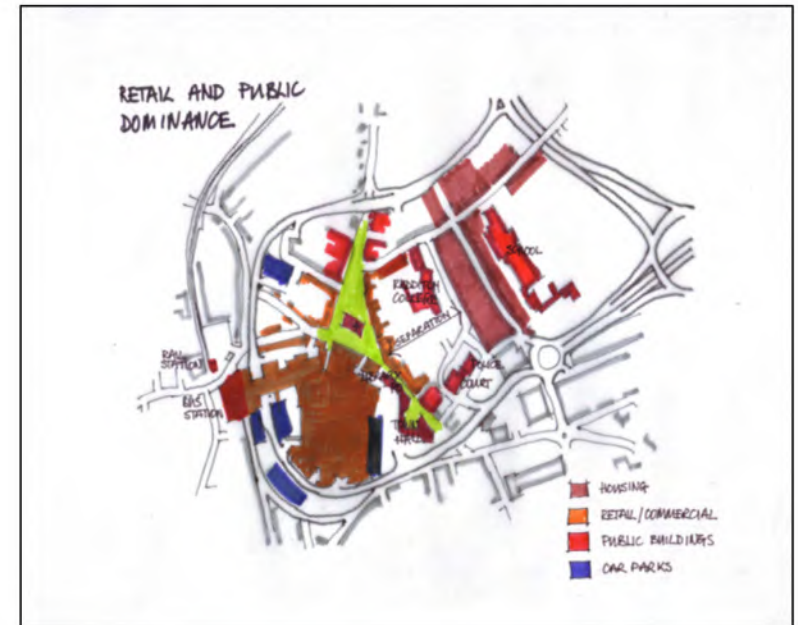 RETAIL AND PUBLIC
DOMINANCE
REDDITCH
COLLEGE
SCHOOL
SEPARATION
RAIL
STATION
BUS
STATION
LIBRARY
POLICE
COURT
TOWN
HALL
HOUSING
RETAIL/COMMERCIAL
PUBLIC BUILDINGS
CAR PARKS